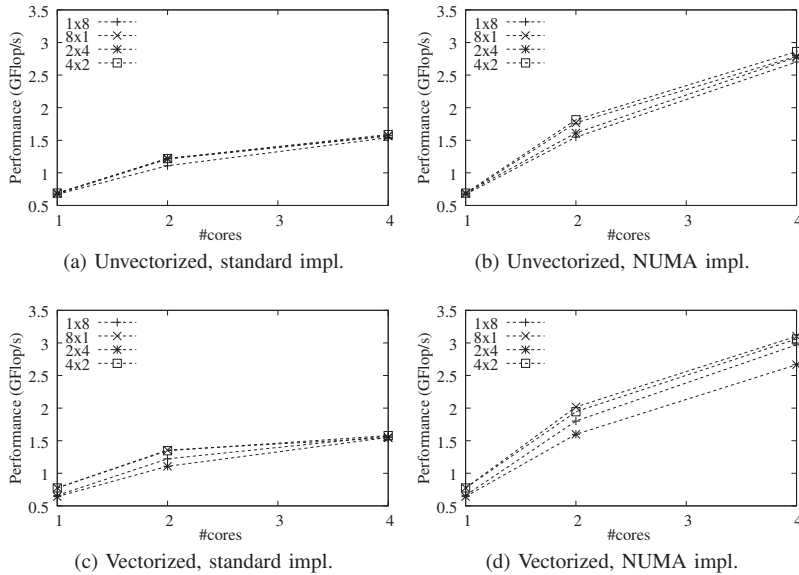 3.5
3
2.5
2
1.5
1
0.5
Performance (GFlop/s)
1x8
8x1
2x4
4x2
1 2 3 4
#cores
(a) Unvectorized, standard impl.
3.5
3
2.5
2
1.5
1
0.5
Performance (GFlop/s)
1x8
8x1
2x4
4x2
1 2 3 4
#cores
(b) Unvectorized, NUMA impl.
3.5
3
2.5
2
1.5
1
0.5
Performance (GFlop/s)
1x8
8x1
2x4
4x2
1 2 3 4
#cores
(c) Vectorized, standard impl.
3.5
3
2.5
2
1.5
1
0.5
Performance (GFlop/s)
1x8
8x1
2x4
4x2
1 2 3 4
#cores
(d) Vectorized, NUMA impl.